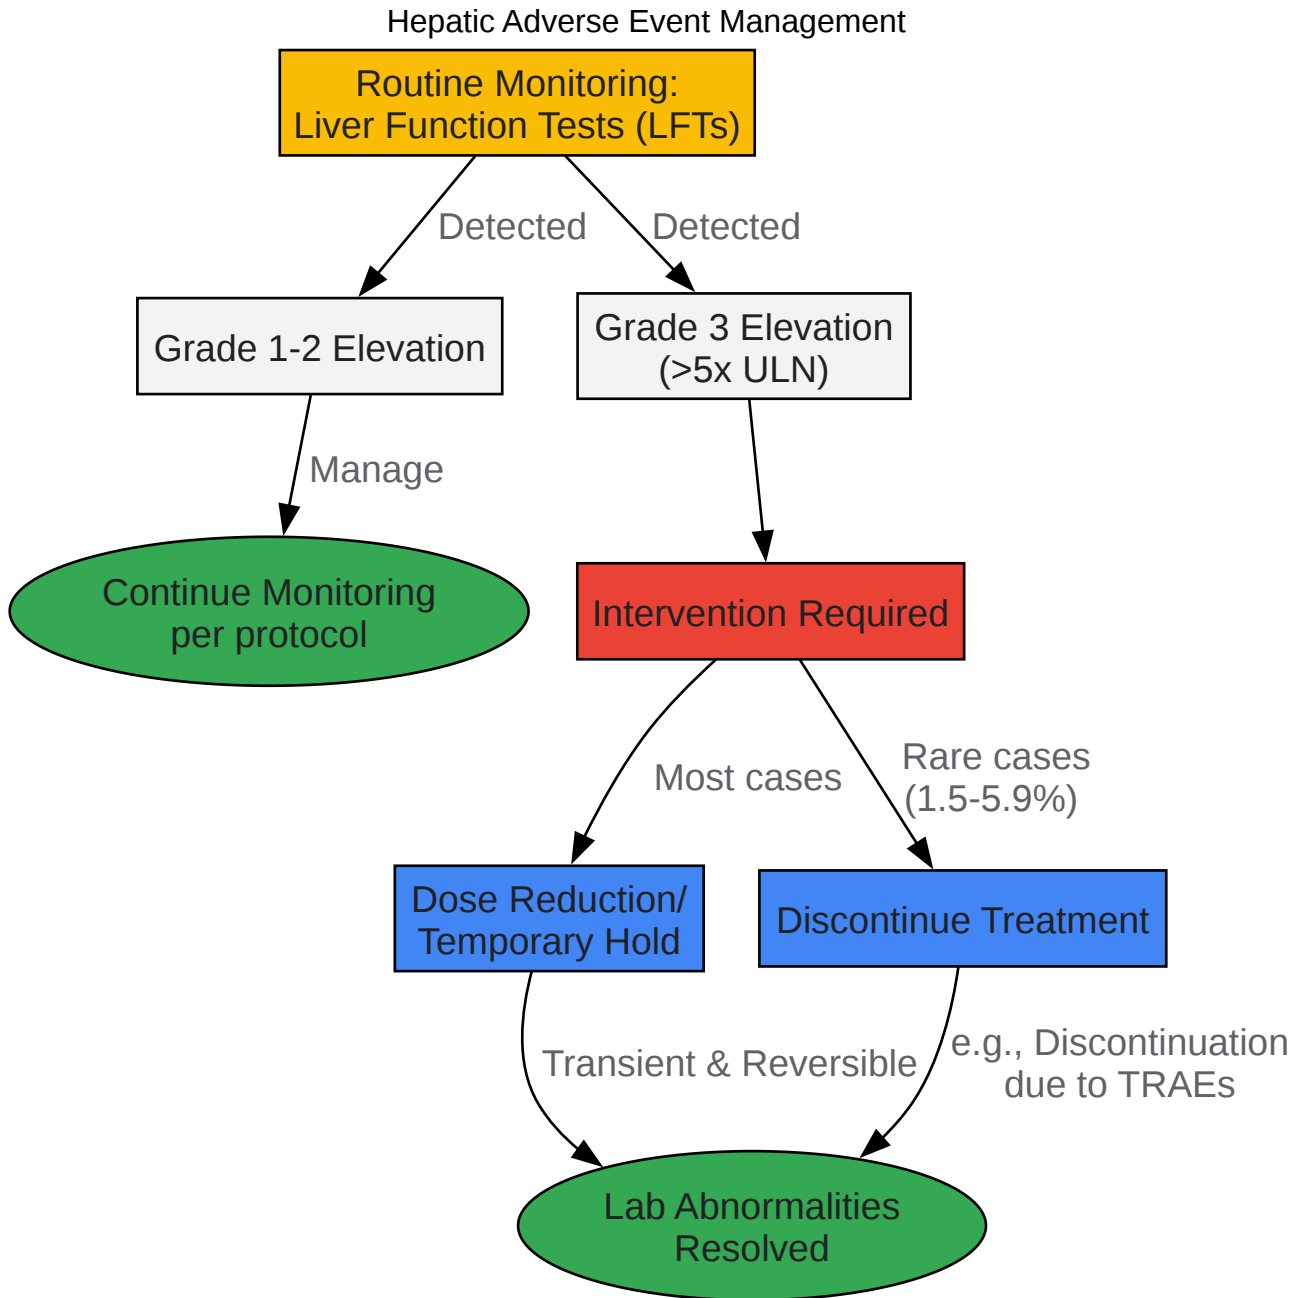 Hepatic Adverse Event Management
Routine Monitoring:
Liver Function Tests (LFTs)
Detected
Detected
Grade 1-2 Elevation
Grade 3 Elevation
(>5x ULN)
Manage
Continue Monitoring
per protocol
Intervention Required
Most cases
Rare cases
(1.5-5.9%)
Dose Reduction/
Temporary Hold
Discontinue Treatment
Transient & Reversible
e.g., Discontinuation
due to TRAEs
Lab Abnormalities
Resolved